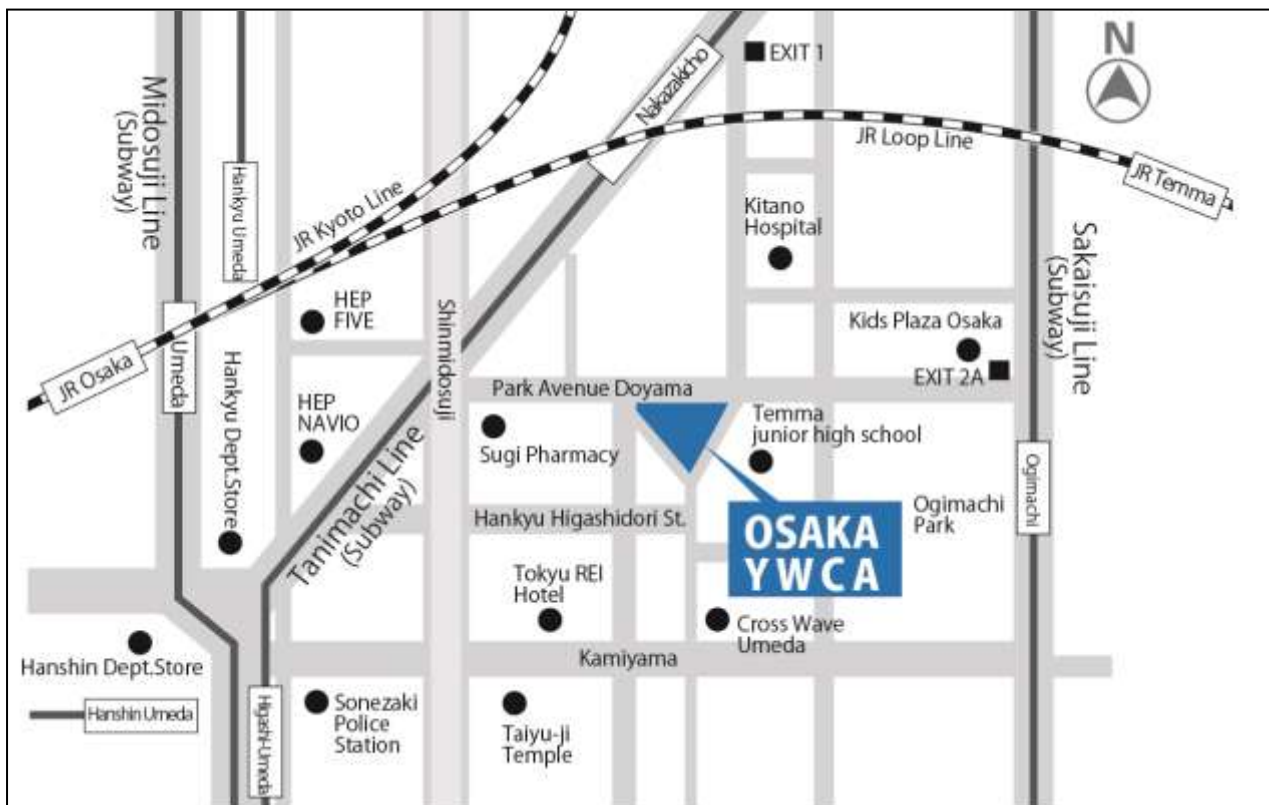 N
EXIT 1
Nakazakicho
Midosuji Line
(Subway)
Hankyu Umeda
JR Kyoto Line
JR Loop Line
JR Temma
Kitano
Hospital
Sakaisuji Line
(Subway)
HEP
FIVE
Shinmidosuji
Kids Plaza Osaka
EXIT 2A
JR Osaka
Umeda
Hankyu Dept.Store
HEP
NAVIO
Park Avenue Doyama
Sugi Pharmacy
Temma
junior high school
Tanimachi Line
(Subway)
Hankyu Higashidori St.
OSAKA
YWCA
Ogimachi
Park
Ogimachi
Tokyu REI
Hotel
Cross Wave
Umeda
Hanshin Dept.Store
Kamiyama
Hanshin Umeda
Higashi-Umeda
Sonezaki
Police
Station
Taiyu-ji
Temple